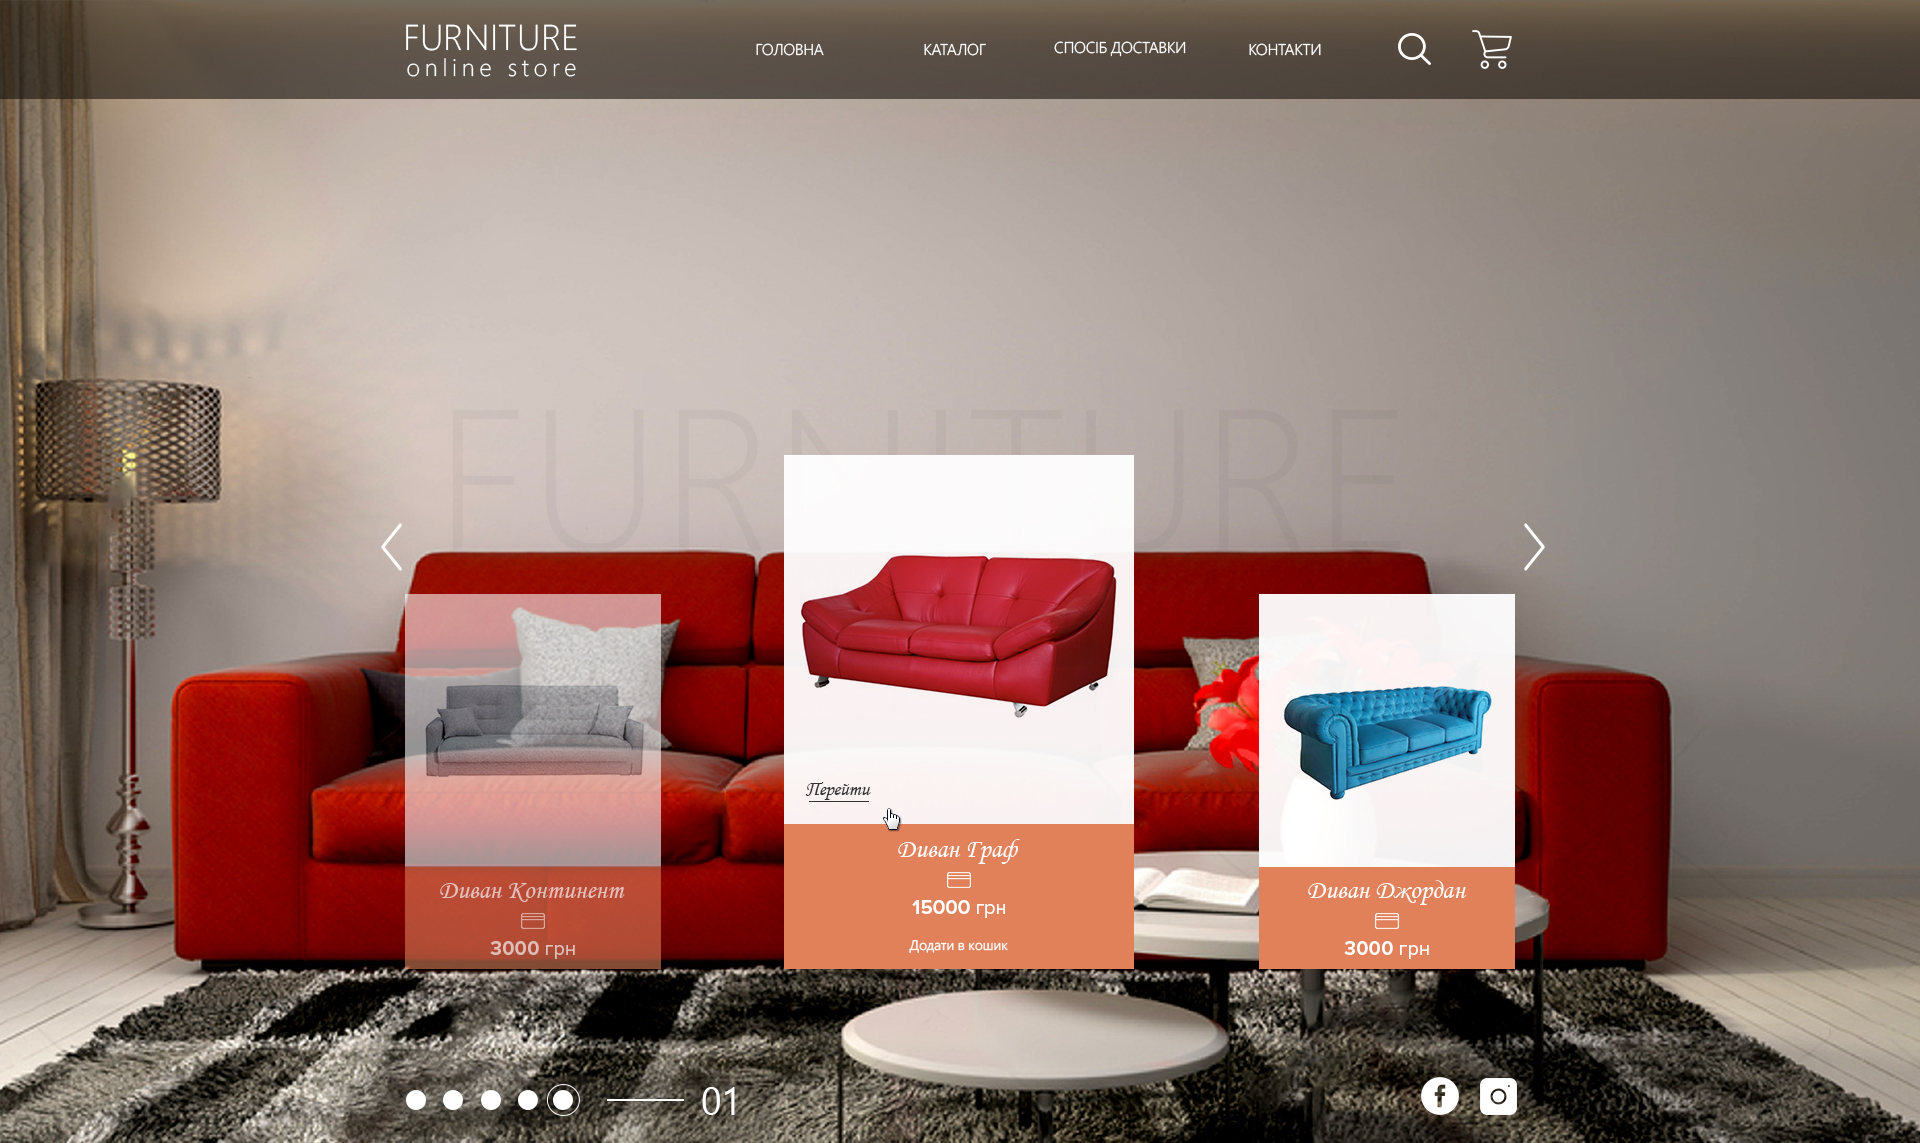 FURNITURE
online store
ГОЛОВНА
КАТАЛОГ
СПОСІБ ДОСТАВКИ
КОНТАКТИ
FURNITURE
Диван Континент
3000 грн
Перейти
Диван Граф
15000 грн
Додати в кошик
Диван Джордан
3000 грн
01